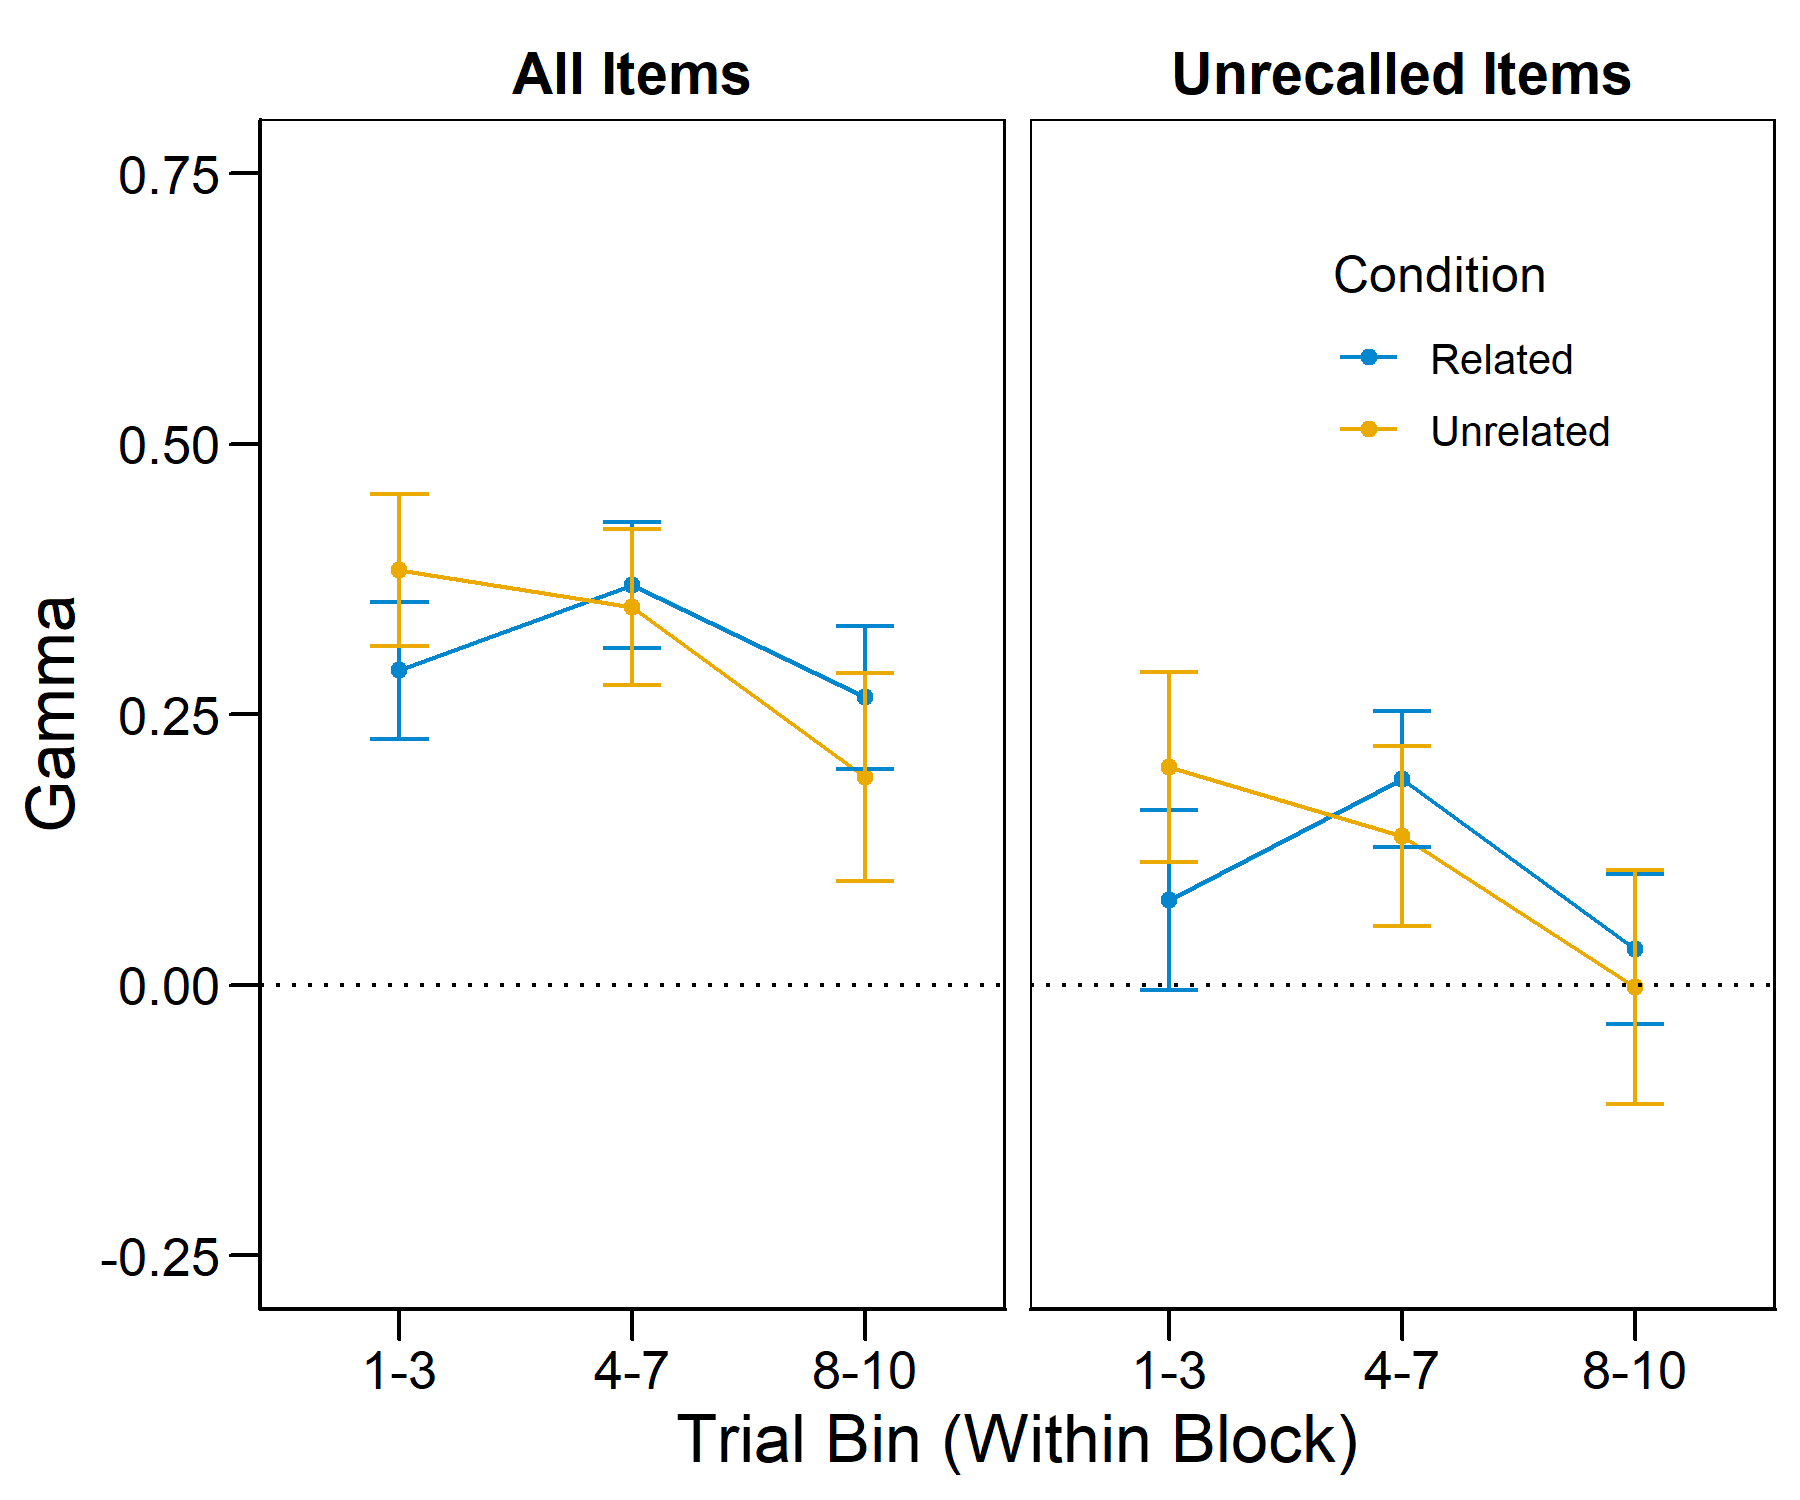 All Items
Unrecalled Items
0.75
0.50
0.25
0.00
-0.25
Gamma
Condition
Related
Unrelated
1-3
4-7
8-10
1-3
4-7
8-10
Trial Bin (Within Block)